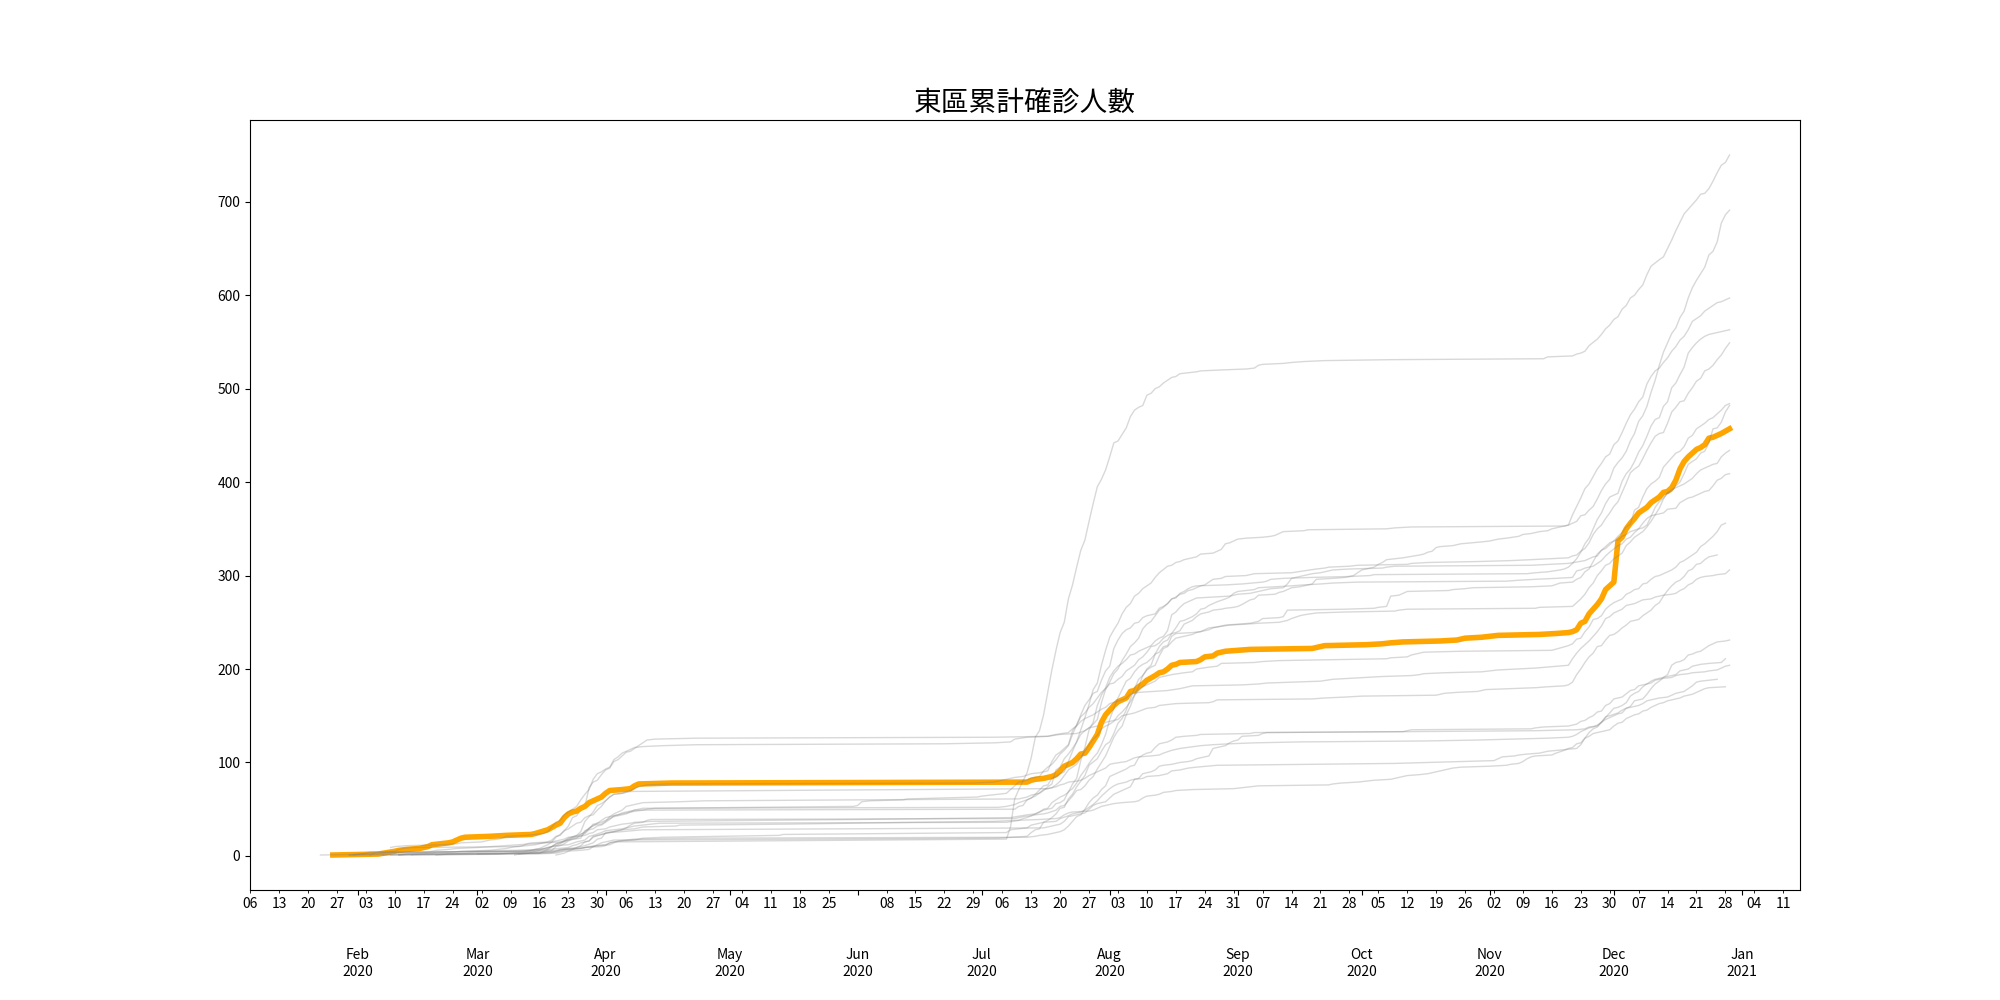 東區累計確診人數
700
600
500
400
300
200
100
0
06 13 20 27 03 10 17 24 02 09 16 23 30 06 13 20 27 04 11 18 25 08 15 22 29 06 13 20 27 03 10 17 24 31 07 14 21 28 05 12 19 26 02 09 16 23 30 07 14 21 28 04 11
Feb Mar Apr May Jun Jul Aug Sep Oct Nov Dec Jan
2020 2020 2020 2020 2020 2020 2020 2020 2020 2020 2020 2021